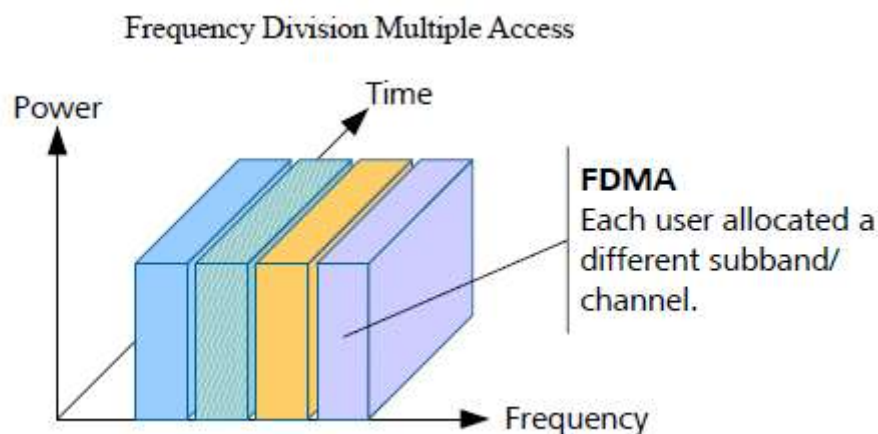 Frequency Division Multiple Access
Time
Power
FDMA
Each user allocated a
different subband/
channel.
Frequency